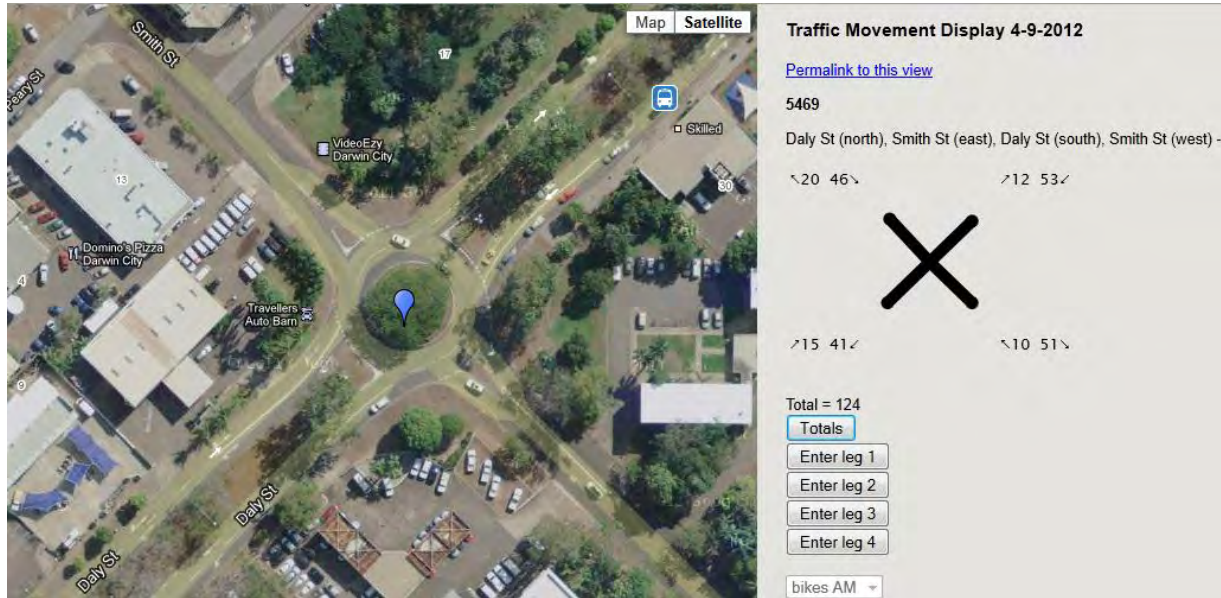 Smith St
Peary St
17
Map
Satellite
VideoEzy
Darwin City
Skilled
30
13
Domino's Pizza
Darwin City
4
Travellers
Auto Barn
9
Daly St
Daly St
Traffic Movement Display 4-9-2012
Permalink to this view
5469
Daly St (north), Smith St (east), Daly St (south), Smith St (west) -
↖20 46↘ ↗12 53↙
↗15 41↙ ↖10 51↘
Total = 124
Totals
Enter leg 1
Enter leg 2
Enter leg 3
Enter leg 4
bikes AM